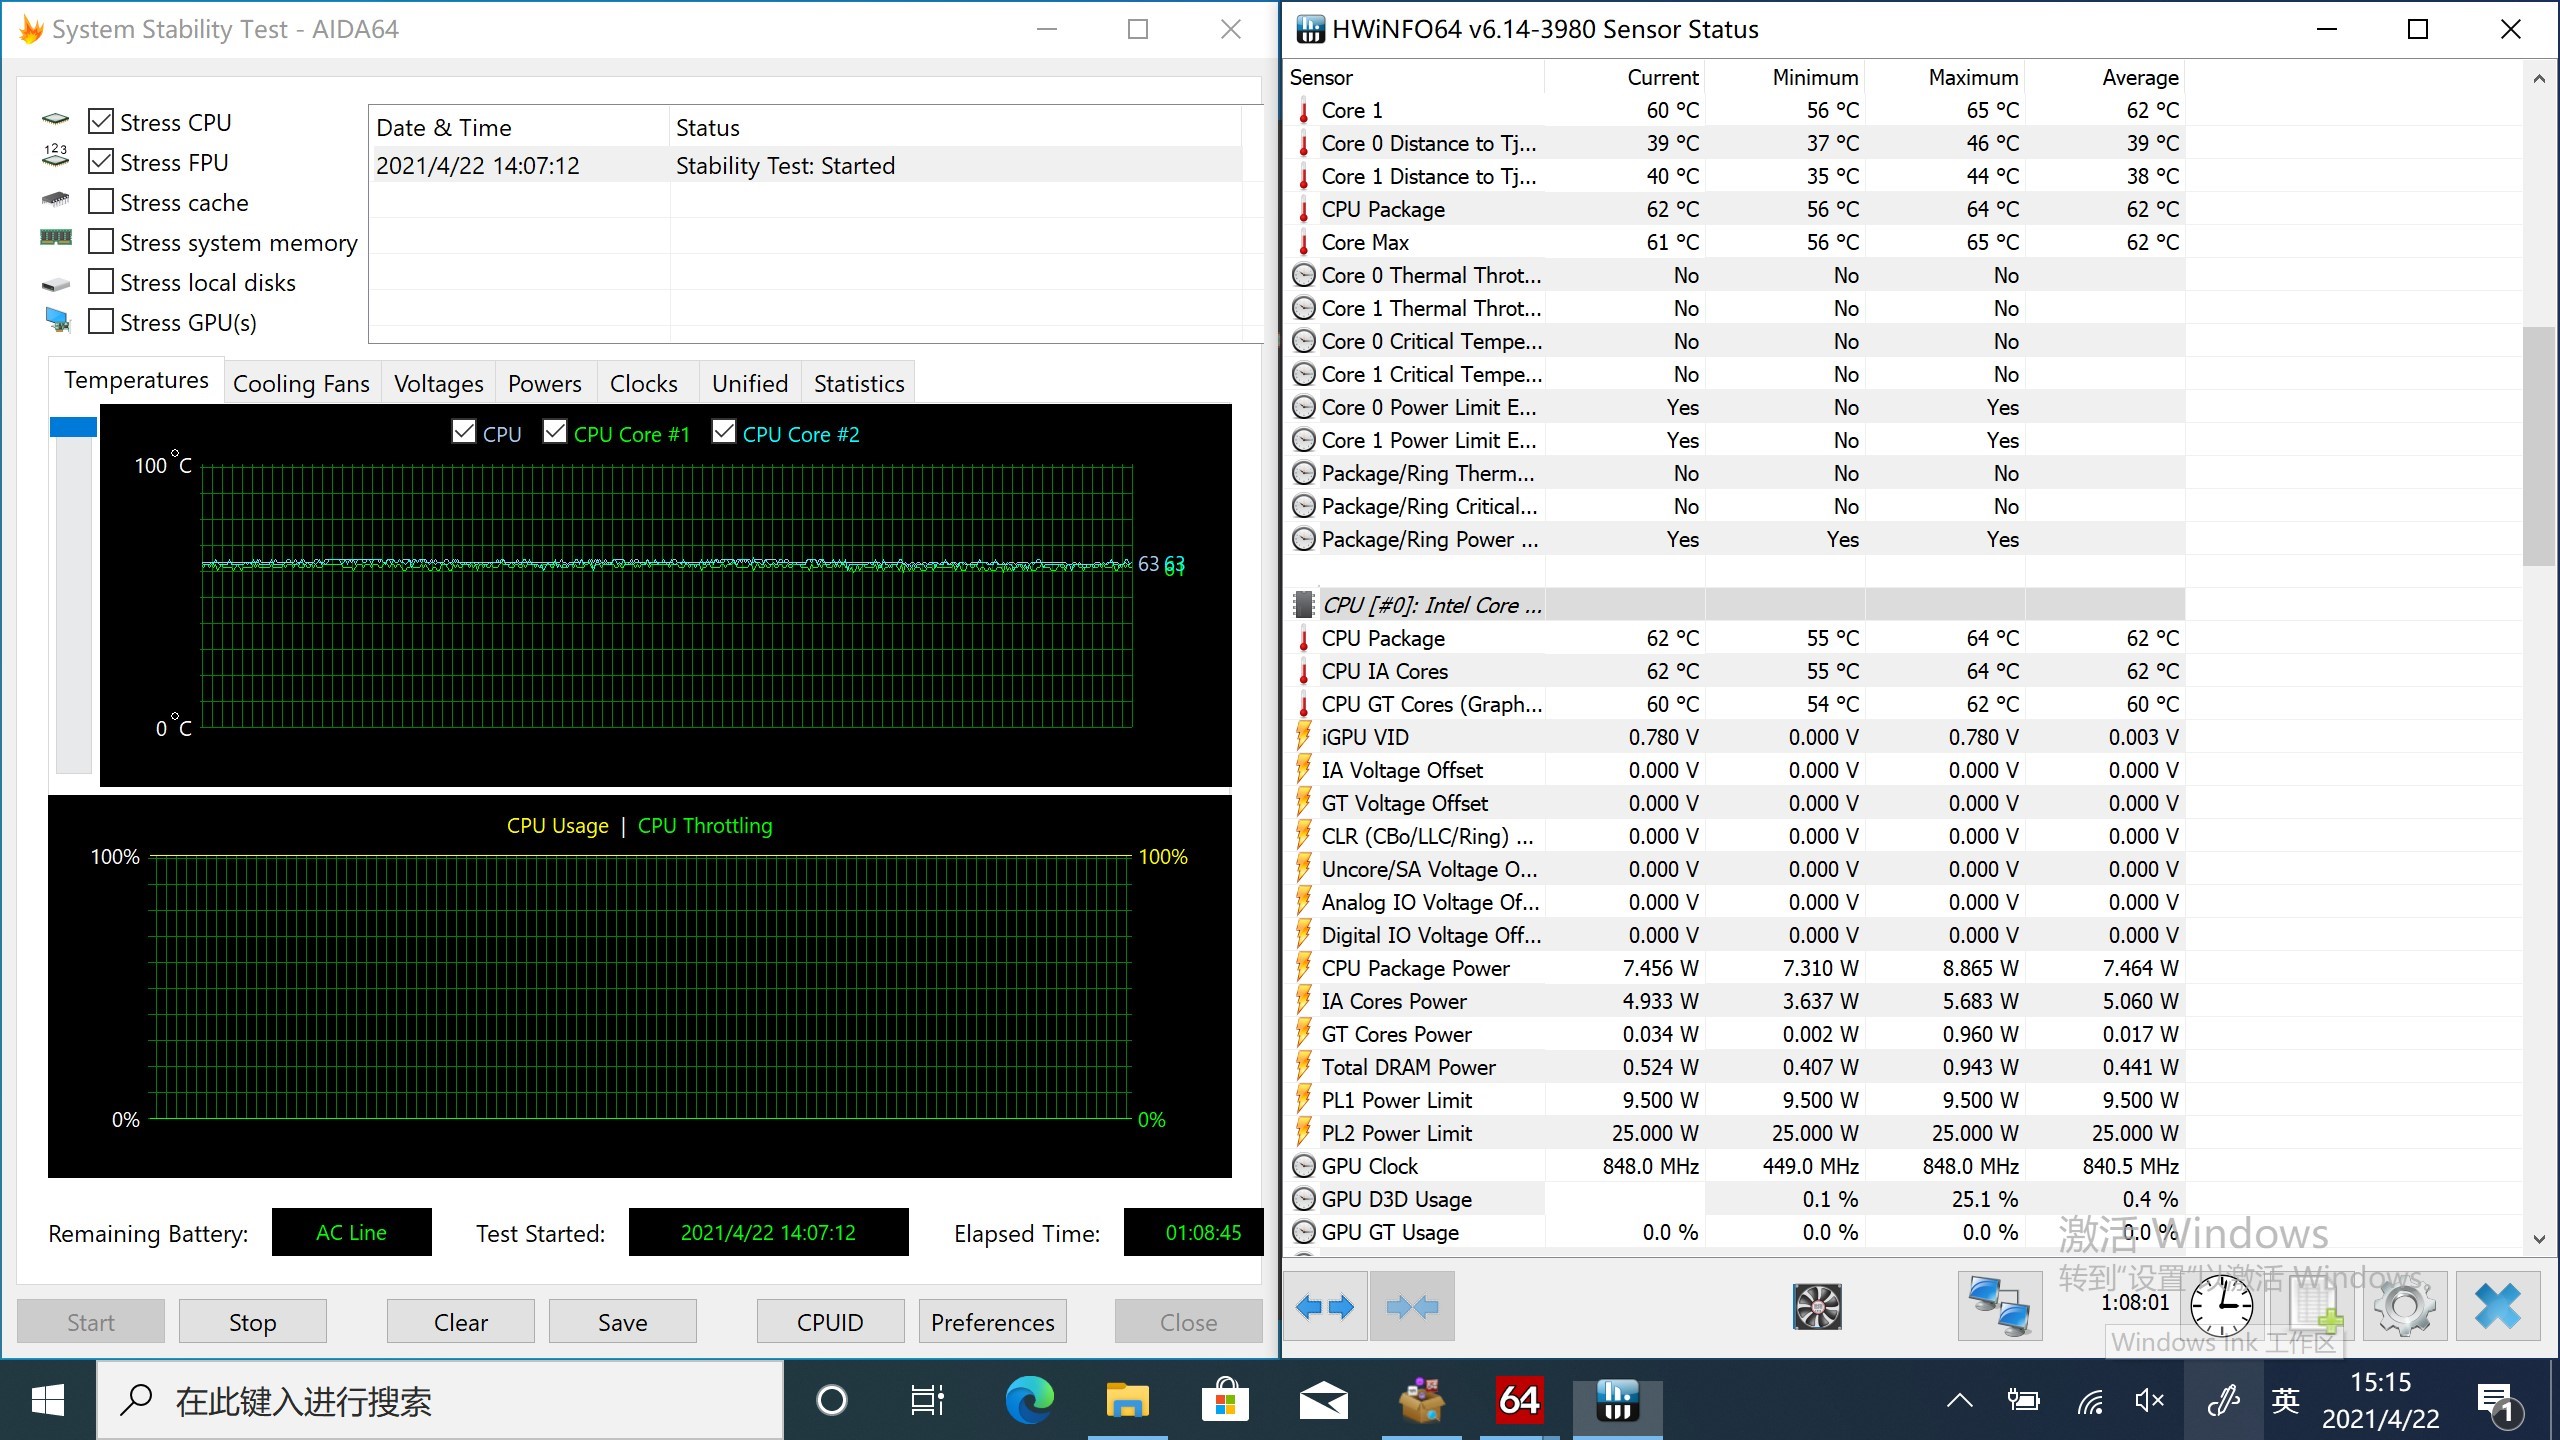 System Stability Test - AIDA64
Stress CPU
Stress FPU
Stress cache
Stress system memory
Stress local disks
Stress GPU(s)
Date & Time Status
2021/4/22 14:07:12 Stability Test: Started
Temperatures Cooling Fans Voltages Powers Clocks Unified Statistics
CPU CPU Core #1 CPU Core #2
100 °C
63 63
61
0 °C
CPU Usage | CPU Throttling
100% 100%
0% 0%
Remaining Battery: AC Line Test Started: 2021/4/22 14:07:12 Elapsed Time: 01:08:45
Start Stop Clear Save CPUID Preferences Close
HWiNFO64 v6.14-3980 Sensor Status
Sensor Current Minimum Maximum Average
Core 1 60 °C 56 °C 65 °C 62 °C
Core 0 Distance to Tj... 39 °C 37 °C 46 °C 39 °C
Core 1 Distance to Tj... 40 °C 35 °C 44 °C 38 °C
CPU Package 62 °C 56 °C 64 °C 62 °C
Core Max 61 °C 56 °C 65 °C 62 °C
Core 0 Thermal Throt... No No No
Core 1 Thermal Throt... No No No
Core 0 Critical Tempe... No No No
Core 1 Critical Tempe... No No No
Core 0 Power Limit E... Yes No Yes
Core 1 Power Limit E... Yes No Yes
Package/Ring Therm... No No No
Package/Ring Critical... No No No
Package/Ring Power ... Yes Yes Yes
CPU [#0]: Intel Core ...
CPU Package 62 °C 55 °C 64 °C 62 °C
CPU IA Cores 62 °C 55 °C 64 °C 62 °C
CPU GT Cores (Graph... 60 °C 54 °C 62 °C 60 °C
iGPU VID 0.780 V 0.000 V 0.780 V 0.003 V
IA Voltage Offset 0.000 V 0.000 V 0.000 V 0.000 V
GT Voltage Offset 0.000 V 0.000 V 0.000 V 0.000 V
CLR (CBo/LLC/Ring) ... 0.000 V 0.000 V 0.000 V 0.000 V
Uncore/SA Voltage O... 0.000 V 0.000 V 0.000 V 0.000 V
Analog IO Voltage Of... 0.000 V 0.000 V 0.000 V 0.000 V
Digital IO Voltage Off... 0.000 V 0.000 V 0.000 V 0.000 V
CPU Package Power 7.456 W 7.310 W 8.865 W 7.464 W
IA Cores Power 4.933 W 3.637 W 5.683 W 5.060 W
GT Cores Power 0.034 W 0.002 W 0.960 W 0.017 W
Total DRAM Power 0.524 W 0.407 W 0.943 W 0.441 W
PL1 Power Limit 9.500 W 9.500 W 9.500 W 9.500 W
PL2 Power Limit 25.000 W 25.000 W 25.000 W 25.000 W
GPU Clock 848.0 MHz 449.0 MHz 848.0 MHz 840.5 MHz
GPU D3D Usage 0.1 % 25.1 % 0.4 %
GPU GT Usage 0.0 % 0.0 % 0.0 % 0.0 %
激活 Windows
转到"设置"以激活 Windows。
1:08:01
Windows Ink 工作区
在此键入进行搜索
64
英
15:15
2021/4/22
1